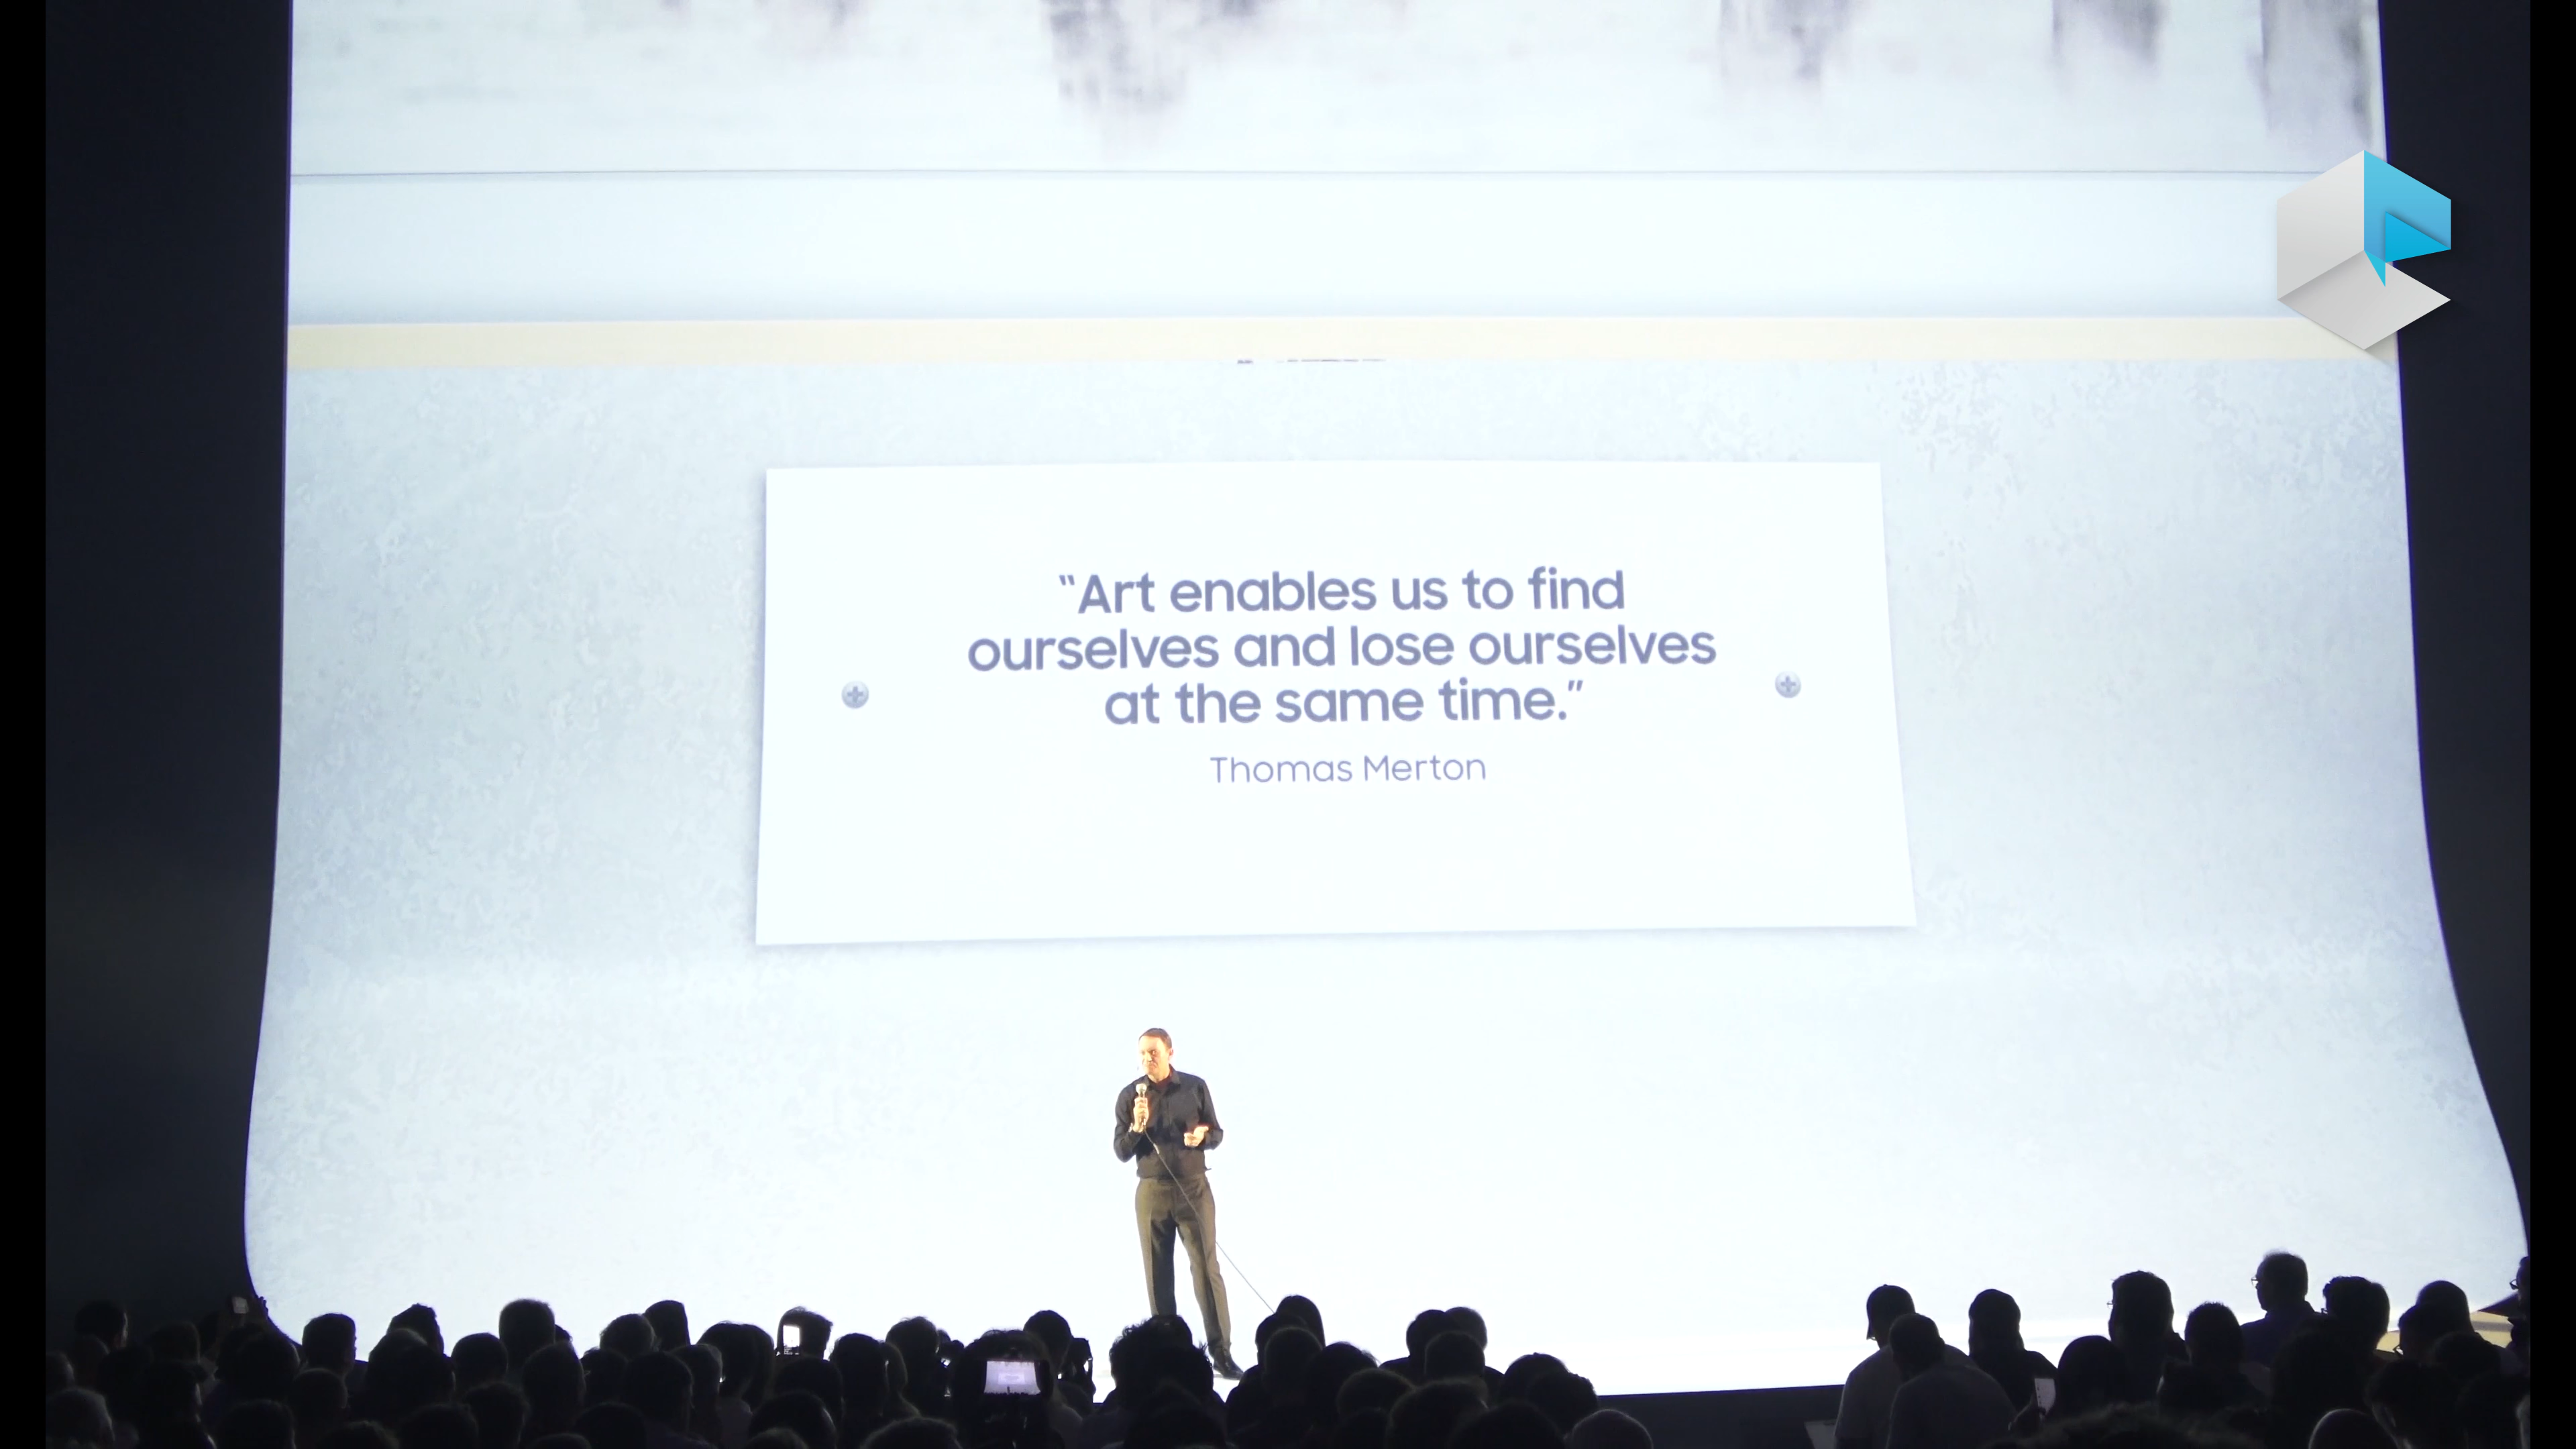 “Art enables us to find
ourselves and lose ourselves
at the same time.”
Thomas Merton